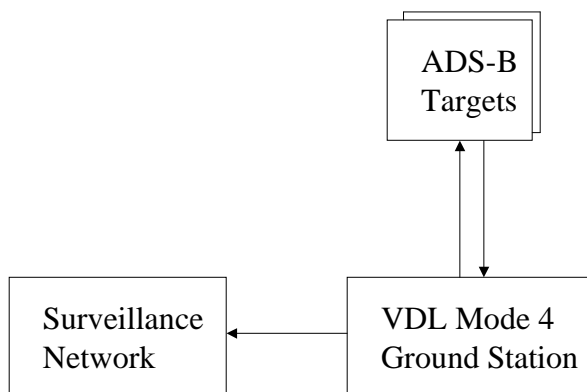 ADS-B
Targets
Surveillance
Network
VDL Mode 4
Ground Station